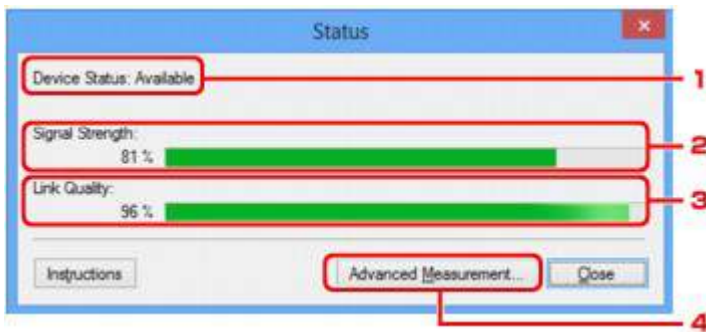 Status
Device Status: Available
1
Signal Strength:
81 %
2
Link Quality:
96 %
3
Instructions
Advanced Measurement...
Close
4